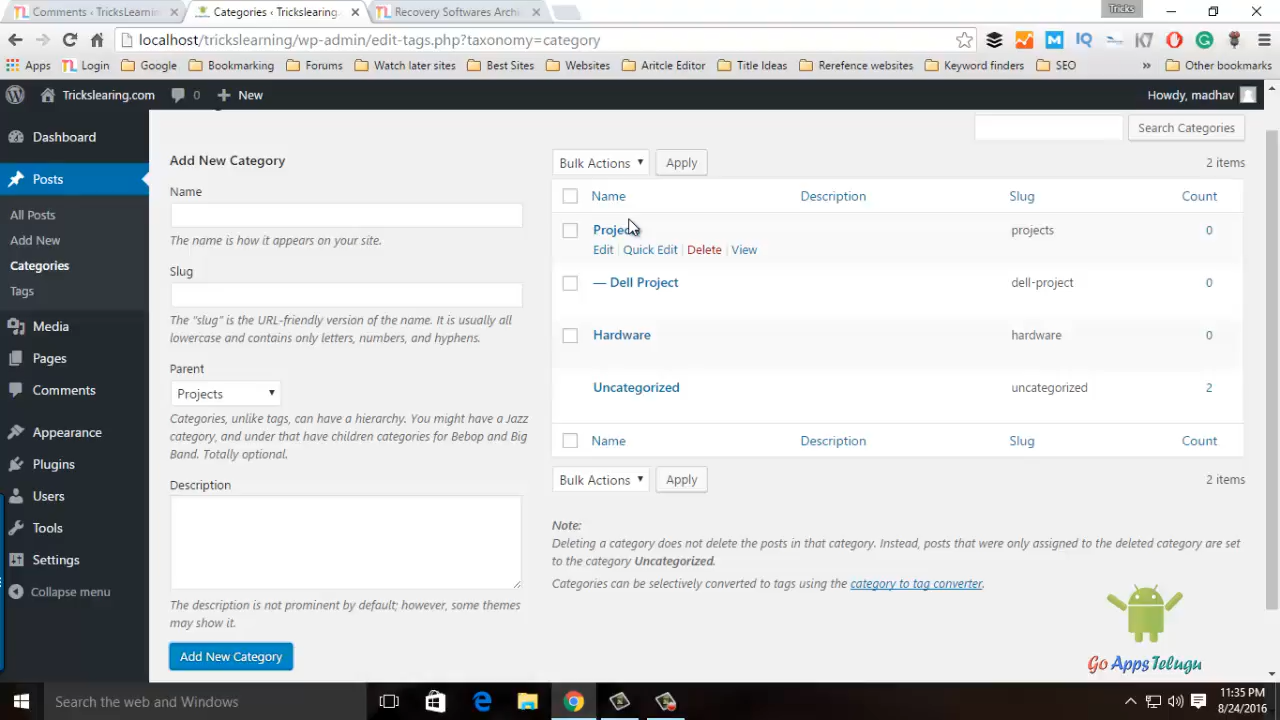 Comments ‹ TricksLearnin
Categories ‹ Trickslearing.
Recovery Softwares Archi
Tricks
localhost/trickslearning/wp-admin/edit-tags.php?taxonomy=category
Apps Login Google Bookmarking Forums Watch later sites Best Sites Websites Aritcle Editor Title Ideas Rerefence websites Keyword finders SEO » Other bookmarks
Trickslearing.com 0 New Howdy, madhav
Dashboard
Posts
All Posts
Add New
Categories
Tags
Media
Pages
Comments
Appearance
Plugins
Users
Tools
Settings
Collapse menu
Add New Category
Name
The name is how it appears on your site.
Slug
The "slug" is the URL-friendly version of the name. It is usually all
lowercase and contains only letters, numbers, and hyphens.
Parent
Projects
Categories, unlike tags, can have a hierarchy. You might have a Jazz
category, and under that have children categories for Bebop and Big
Band. Totally optional.
Description
The description is not prominent by default; however, some themes
may show it.
Add New Category
Search Categories
Bulk Actions Apply 2 items
Name Description Slug Count
Projects projects 0
Edit | Quick Edit | Delete | View
— Dell Project dell-project 0
Hardware hardware 0
Uncategorized uncategorized 2
Name Description Slug Count
Bulk Actions Apply 2 items
Note:
Deleting a category does not delete the posts in that category. Instead, posts that were only assigned to the deleted category are set
to the category Uncategorized.
Categories can be selectively converted to tags using the category to tag converter.
Go Apps Telugu
Search the web and Windows
11:35 PM
8/24/2016